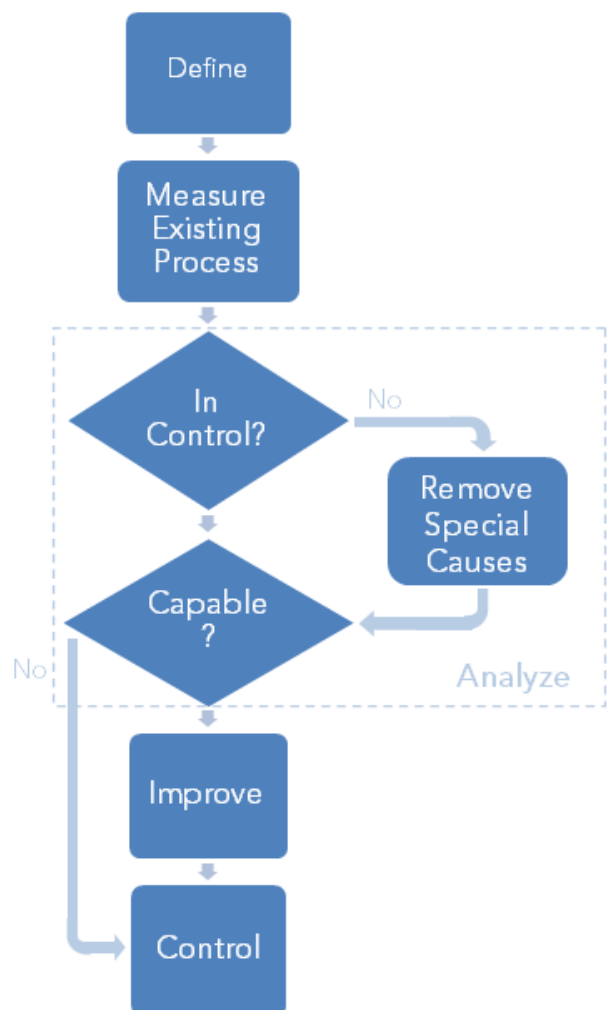 Define
Measure
Existing
Process
In
Control?
No
Remove
Special
Causes
Capable
?
No
Analyze
Improve
Control